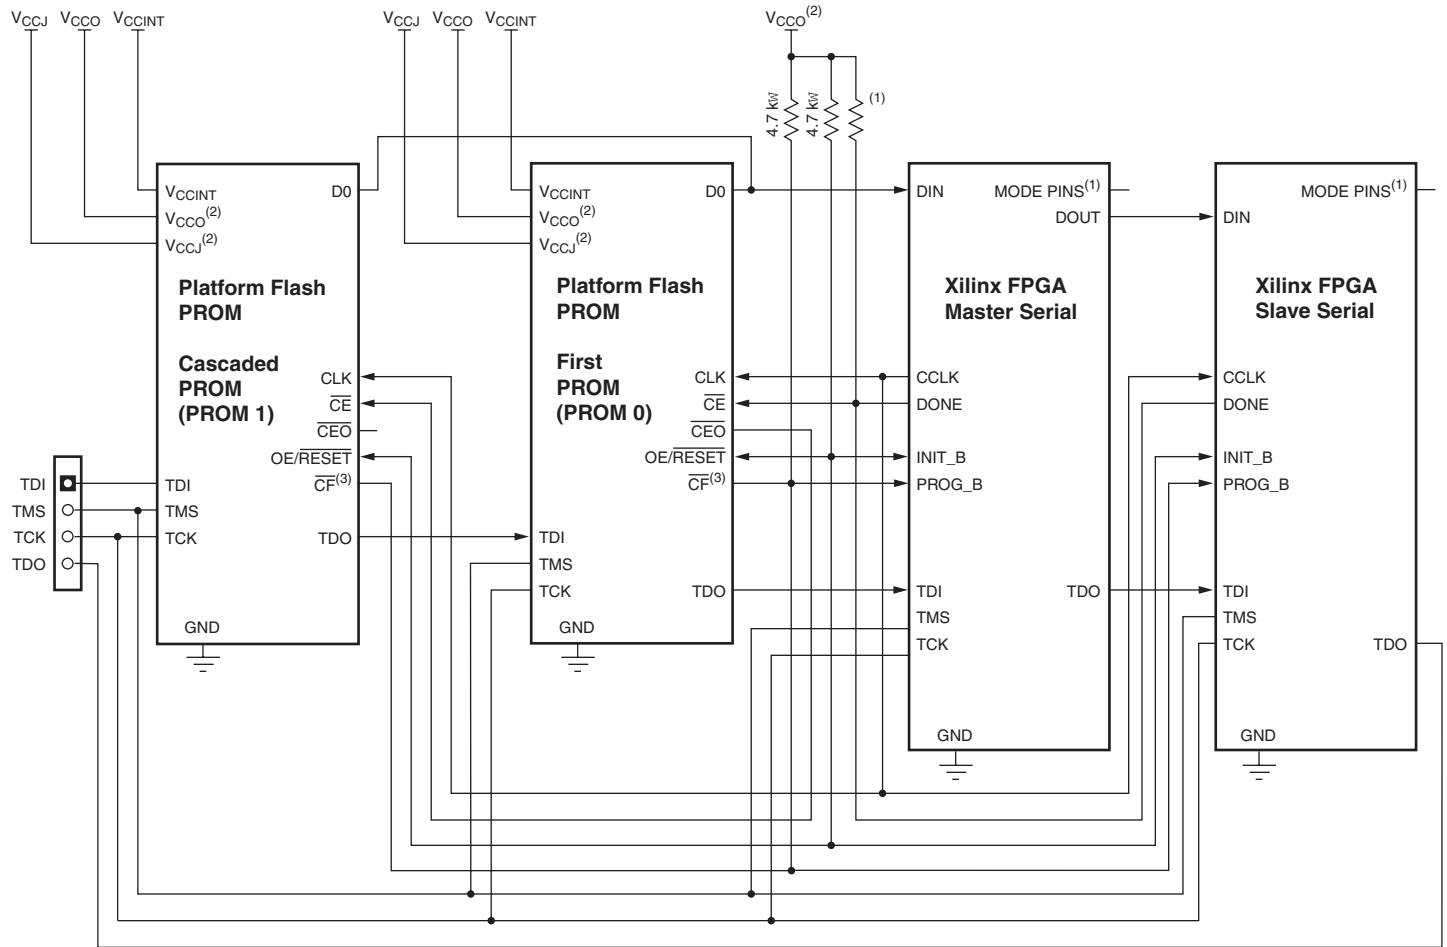 VCCJ VCCO VCCINT
VCCJ VCCO VCCINT
VCCO(2)
4.7 kW
4.7 kW
(1)
VCCINT
VCCO(2)
VCCJ(2)
D0
Platform Flash
PROM
Cascaded
PROM
(PROM 1)
CLK
CE
CEO
OE/RESET
CF(3)
TDI
TMS
TCK
TDO
GND
TDI
TMS
TCK
TDO
VCCINT
VCCO(2)
VCCJ(2)
D0
Platform Flash
PROM
First
PROM
(PROM 0)
CLK
CE
CEO
OE/RESET
CF(3)
TDI
TMS
TCK
TDO
GND
DIN
MODE PINS(1)
DOUT
Xilinx FPGA
Master Serial
CCLK
DONE
INIT_B
PROG_B
TDI
TMS
TCK
TDO
GND
MODE PINS(1)
DIN
Xilinx FPGA
Slave Serial
CCLK
DONE
INIT_B
PROG_B
TDI
TMS
TCK
TDO
GND